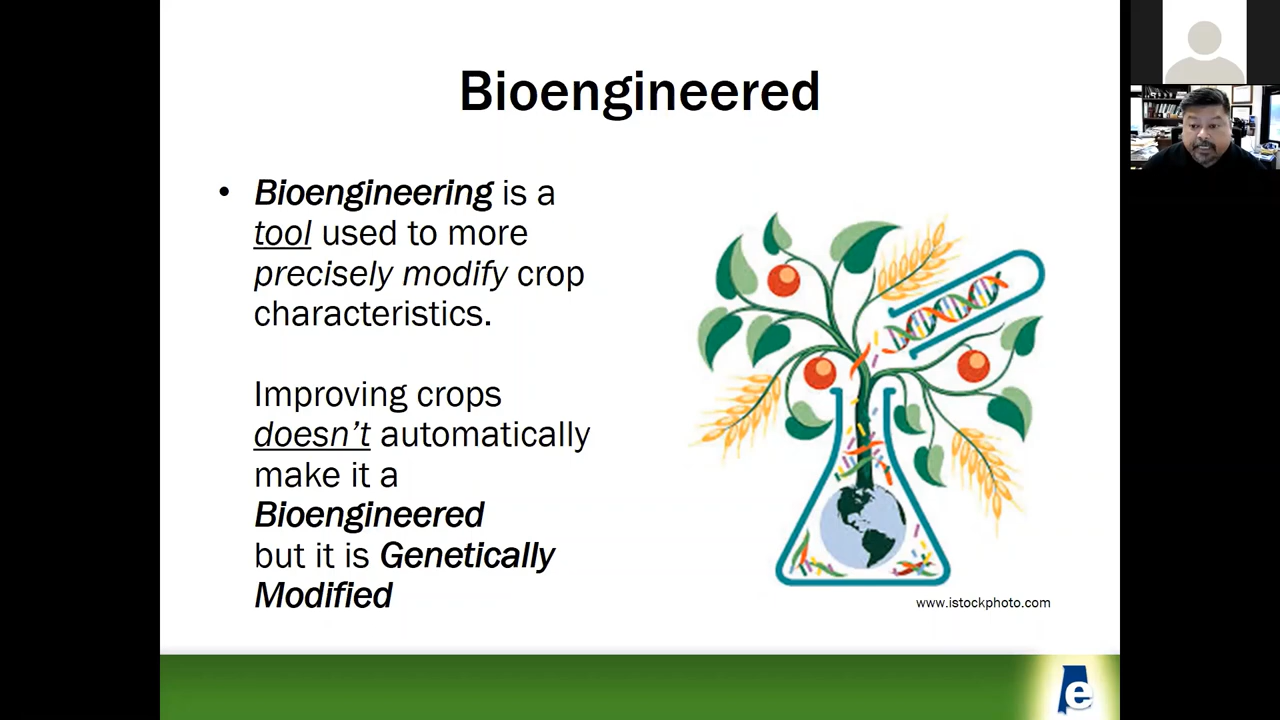 Bioengineered
• Bioengineering is a
tool used to more
precisely modify crop
characteristics.
Improving crops
doesn't automatically
make it a
Bioengineered
but it is Genetically
Modified
www.istockphoto.com
e